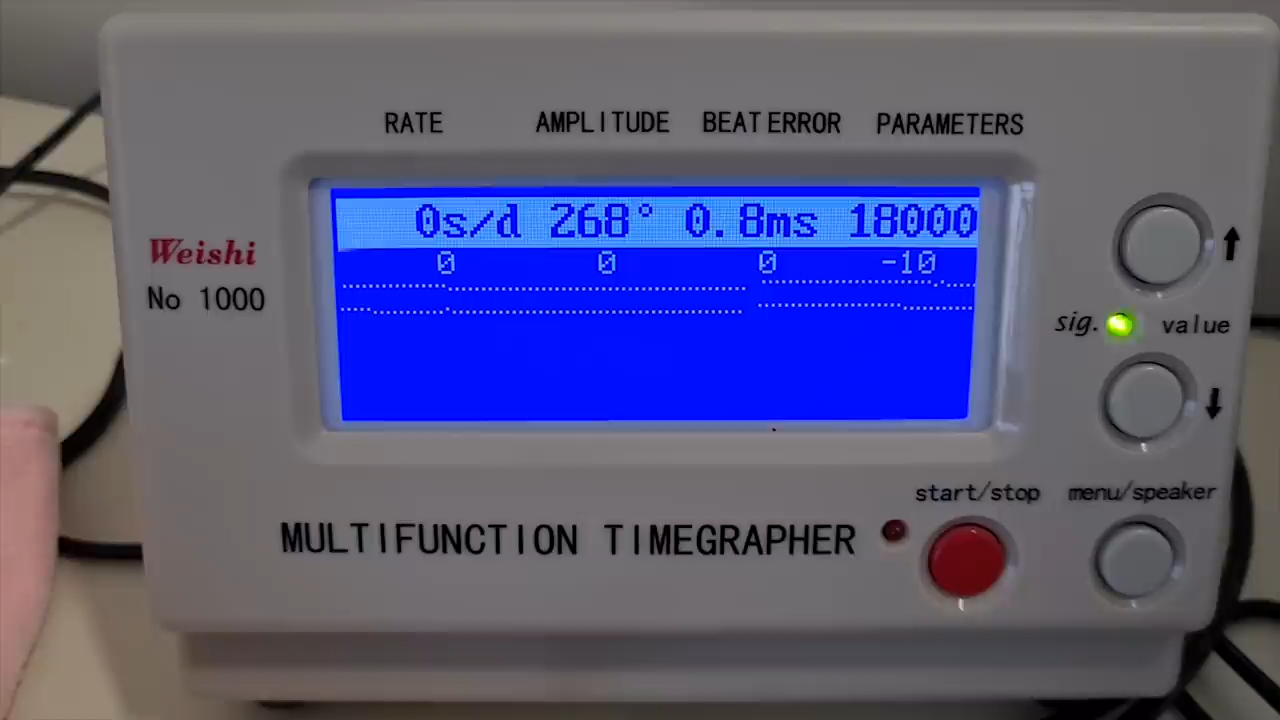 RATE AMPLITUDE BEAT ERROR PARAMETERS
0s/d 268° 0.8ms 18000
0 0 0 -10
Weishi
No 1000
sig. value
start/stop menu/speaker
MULTIFUNCTION TIMEGRAPHER